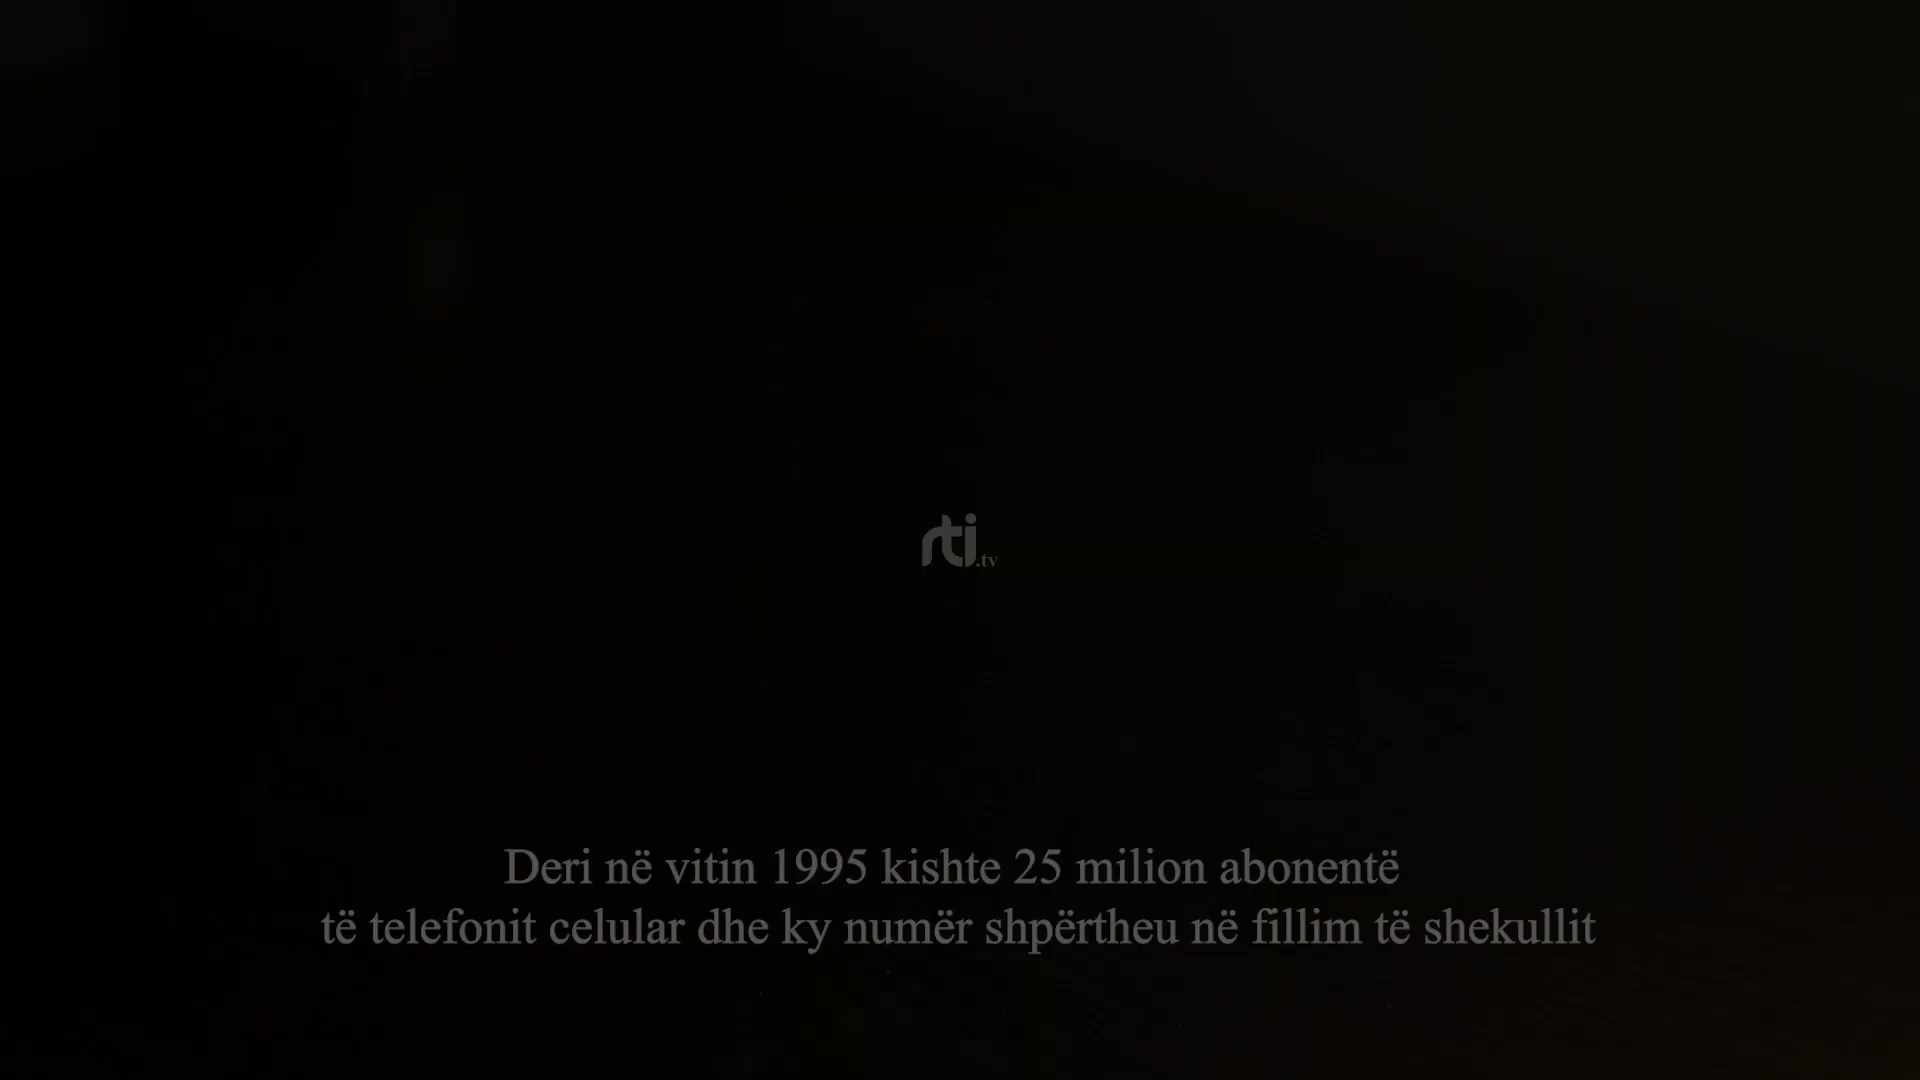 rti.tv
Deri në vitin 1995 kishte 25 milion abonentë
të telefonit celular dhe ky numër shpërtheu në fillim të shekullit